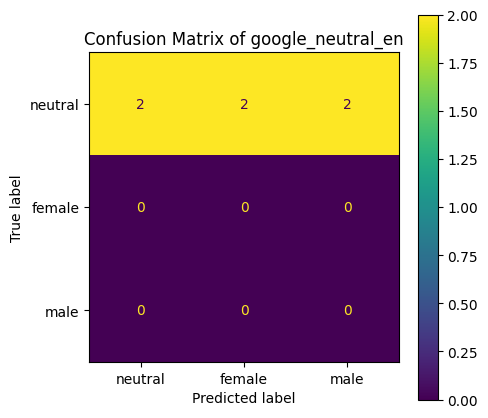 Confusion Matrix of google_neutral_en
True label
neutral 2 2 2
female 0 0 0
male 0 0 0
neutral female male
Predicted label
2.00
1.75
1.50
1.25
1.00
0.75
0.50
0.25
0.00